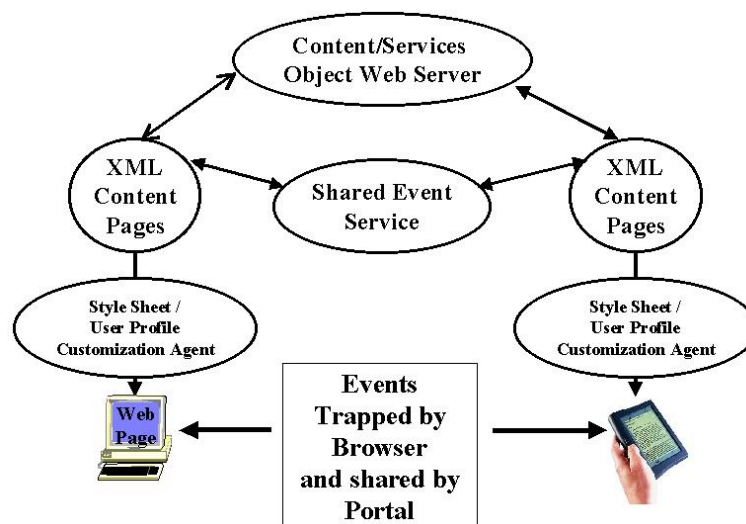 Content/Services
Object Web Server
XML
Content
Pages
Shared Event
Service
XML
Content
Pages
Style Sheet /
User Profile
Customization Agent
Style Sheet /
User Profile
Customization Agent
Web
Page
Events
Trapped by
Browser
and shared by
Portal